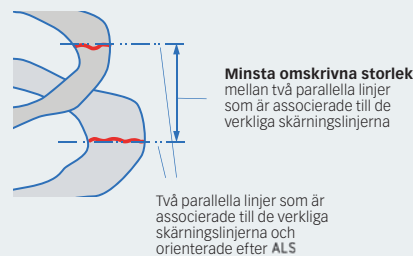 Minsta omskrivna storlek
mellan två parallella linjer
som är associerade till de
verkliga skärningslinjerna
Två parallella linjer som är
associerade till de verkliga
skärningslinjerna och
orienterade efter ALS